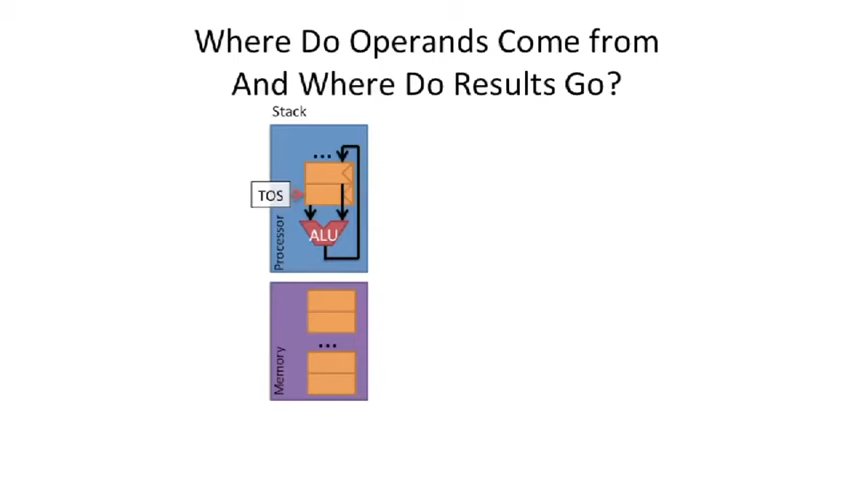 Where Do Operands Come from
And Where Do Results Go?
Stack
...
TOS
ALU
Processor
...
Memory